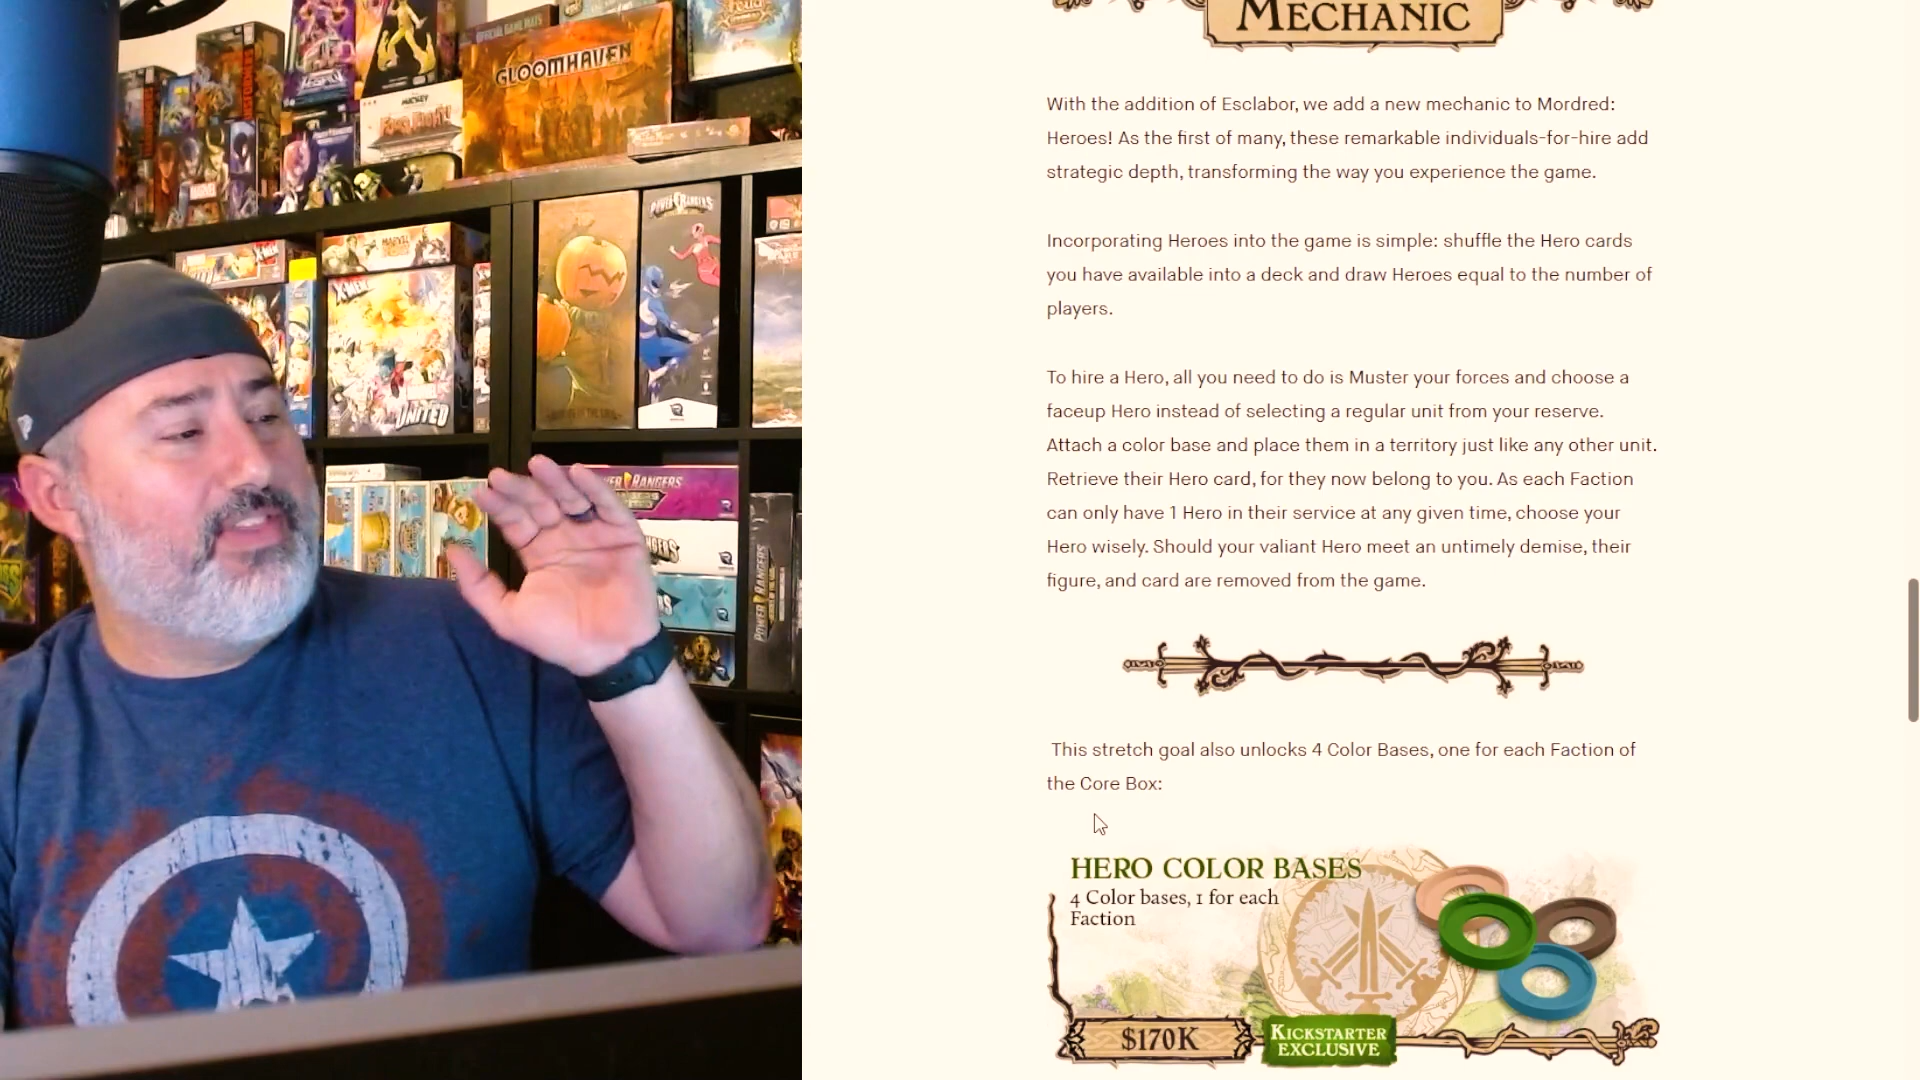 OFFICIAL GAME MATS
GLOOMHAVEN
MICKEY
MARVEL
X-MEN
UNITED
POWER RANGERS
POWER RANGERS
POWER RANGERS
MECHANIC
With the addition of Esclabor, we add a new mechanic to Mordred:
Heroes! As the first of many, these remarkable individuals-for-hire add
strategic depth, transforming the way you experience the game.
Incorporating Heroes into the game is simple: shuffle the Hero cards
you have available into a deck and draw Heroes equal to the number of
players.
To hire a Hero, all you need to do is Muster your forces and choose a
faceup Hero instead of selecting a regular unit from your reserve.
Attach a color base and place them in a territory just like any other unit.
Retrieve their Hero card, for they now belong to you. As each Faction
can only have 1 Hero in their service at any given time, choose your
Hero wisely. Should your valiant Hero meet an untimely demise, their
figure, and card are removed from the game.
This stretch goal also unlocks 4 Color Bases, one for each Faction of
the Core Box:
HERO COLOR BASES
4 Color bases, 1 for each
Faction
$170K
KICKSTARTER
EXCLUSIVE